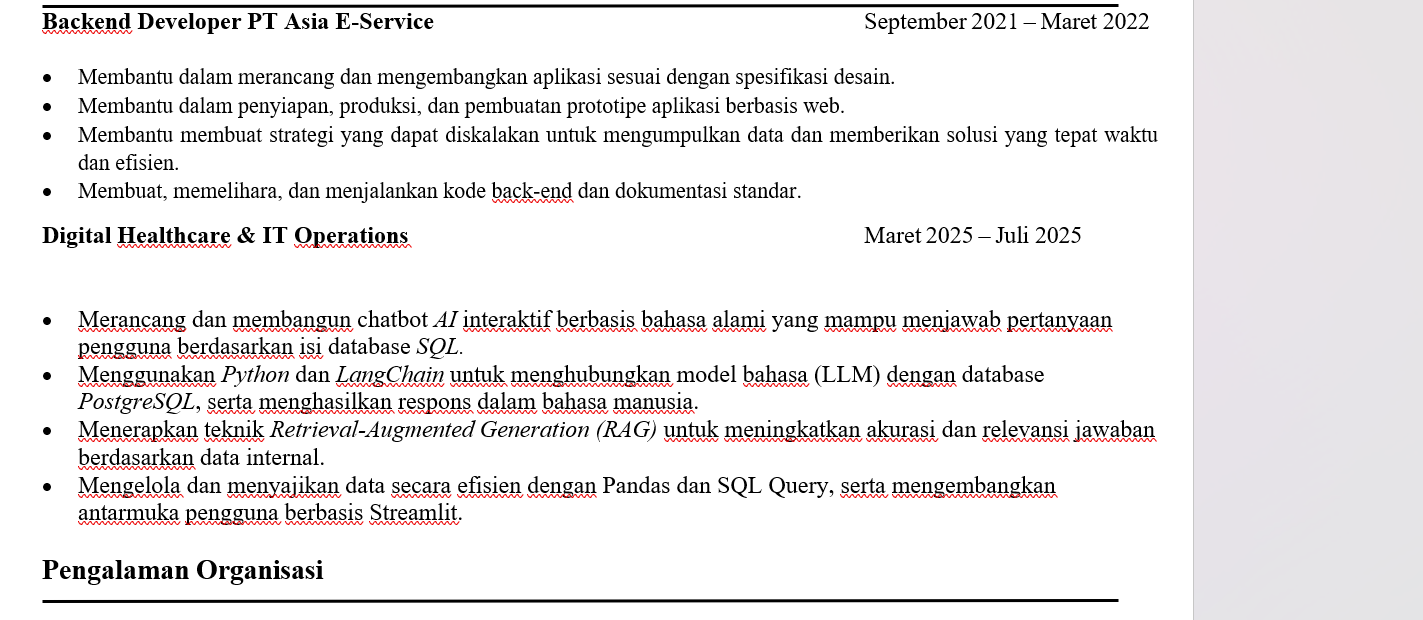 Backend Developer PT Asia E-Service September 2021 – Maret 2022
• Membantu dalam merancang dan mengembangkan aplikasi sesuai dengan spesifikasi desain.
• Membantu dalam penyiapan, produksi, dan pembuatan prototipe aplikasi berbasis web.
• Membantu membuat strategi yang dapat diskalakan untuk mengumpulkan data dan memberikan solusi yang tepat waktu
dan efisien.
• Membuat, memelihara, dan menjalankan kode back-end dan dokumentasi standar.
Digital Healthcare & IT Operations Maret 2025 – Juli 2025
• Merancang dan membangun chatbot AI interaktif berbasis bahasa alami yang mampu menjawab pertanyaan
pengguna berdasarkan isi database SQL.
• Menggunakan Python dan LangChain untuk menghubungkan model bahasa (LLM) dengan database
PostgreSQL, serta menghasilkan respons dalam bahasa manusia.
• Menerapkan teknik Retrieval-Augmented Generation (RAG) untuk meningkatkan akurasi dan relevansi jawaban
berdasarkan data internal.
• Mengelola dan menyajikan data secara efisien dengan Pandas dan SQL Query, serta mengembangkan
antarmuka pengguna berbasis Streamlit.
Pengalaman Organisasi